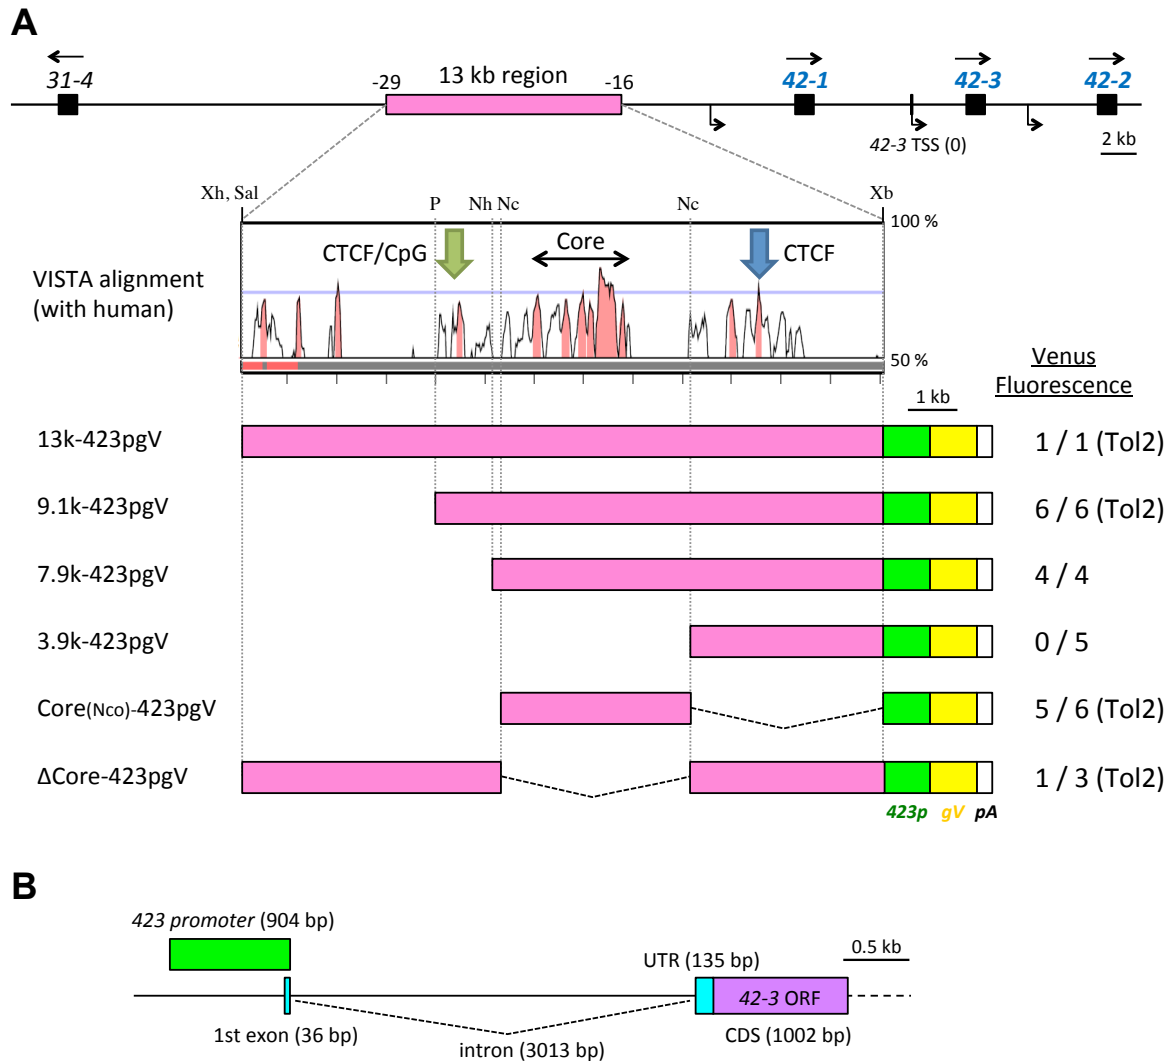 A
31-4
-29
13 kb region
-16
42-1
42-3
42-2
42-3 TSS (0)
2 kb
Xh, Sal
P
Nh Nc
Nc
Xb
100 %
CTCF/CpG
Core
CTCF
VISTA alignment
(with human)
50 %
Venus
Fluorescence
1 kb
13k-423pgV
1 / 1 (Tol2)
9.1k-423pgV
6 / 6 (Tol2)
7.9k-423pgV
4 / 4
3.9k-423pgV
0 / 5
Core(Nco)-423pgV
5 / 6 (Tol2)
ΔCore-423pgV
1 / 3 (Tol2)
423p gV pA
B
423 promoter (904 bp)
0.5 kb
UTR (135 bp)
42-3 ORF
1st exon (36 bp)
intron (3013 bp)
CDS (1002 bp)